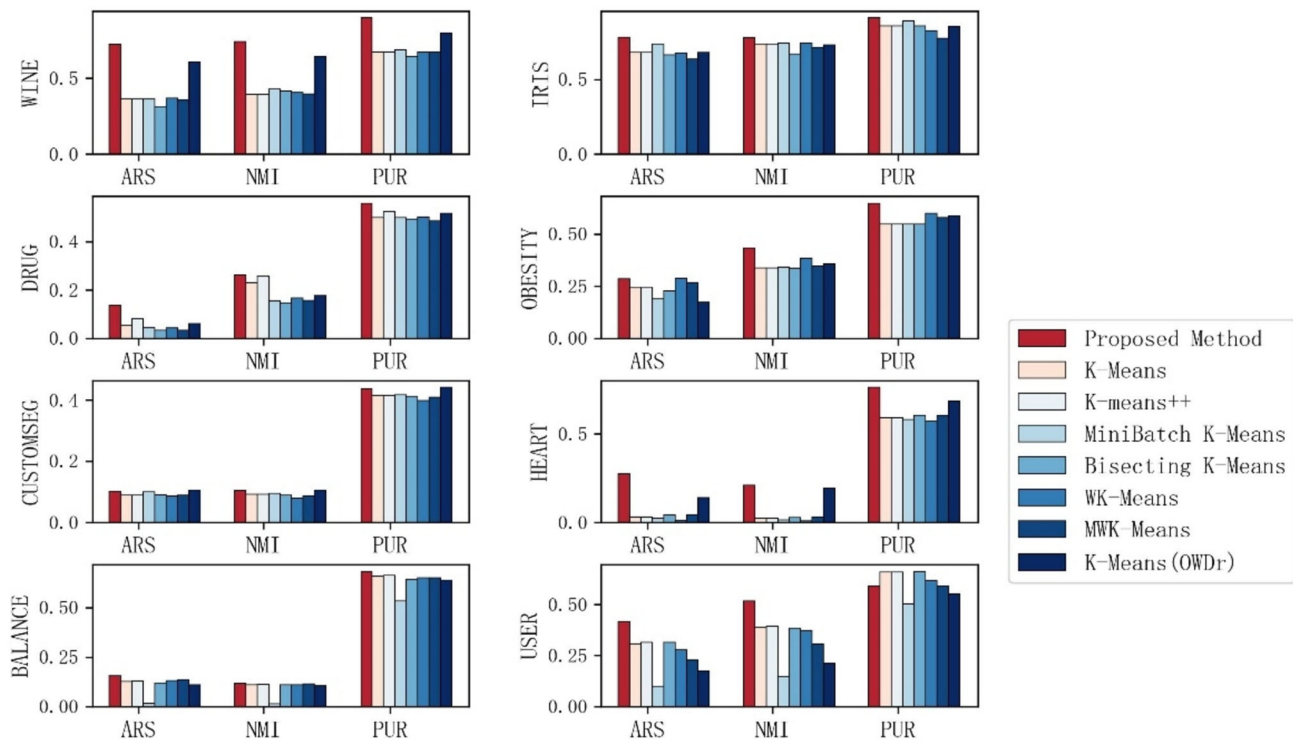 WINE
0.5
0.0
ARS NMI PUR
IRIS
0.5
0.0
ARS NMI PUR
DRUG
0.4
0.2
0.0
ARS NMI PUR
OBESITY
0.50
0.25
0.00
ARS NMI PUR
CUSTOMSEG
0.4
0.2
0.0
ARS NMI PUR
HEART
0.5
0.0
ARS NMI PUR
BALANCE
0.50
0.25
0.00
ARS NMI PUR
USER
0.50
0.25
0.00
ARS NMI PUR
Proposed Method
K-Means
K-means++
MiniBatch K-Means
Bisecting K-Means
WK-Means
MWK-Means
K-Means(OWDr)